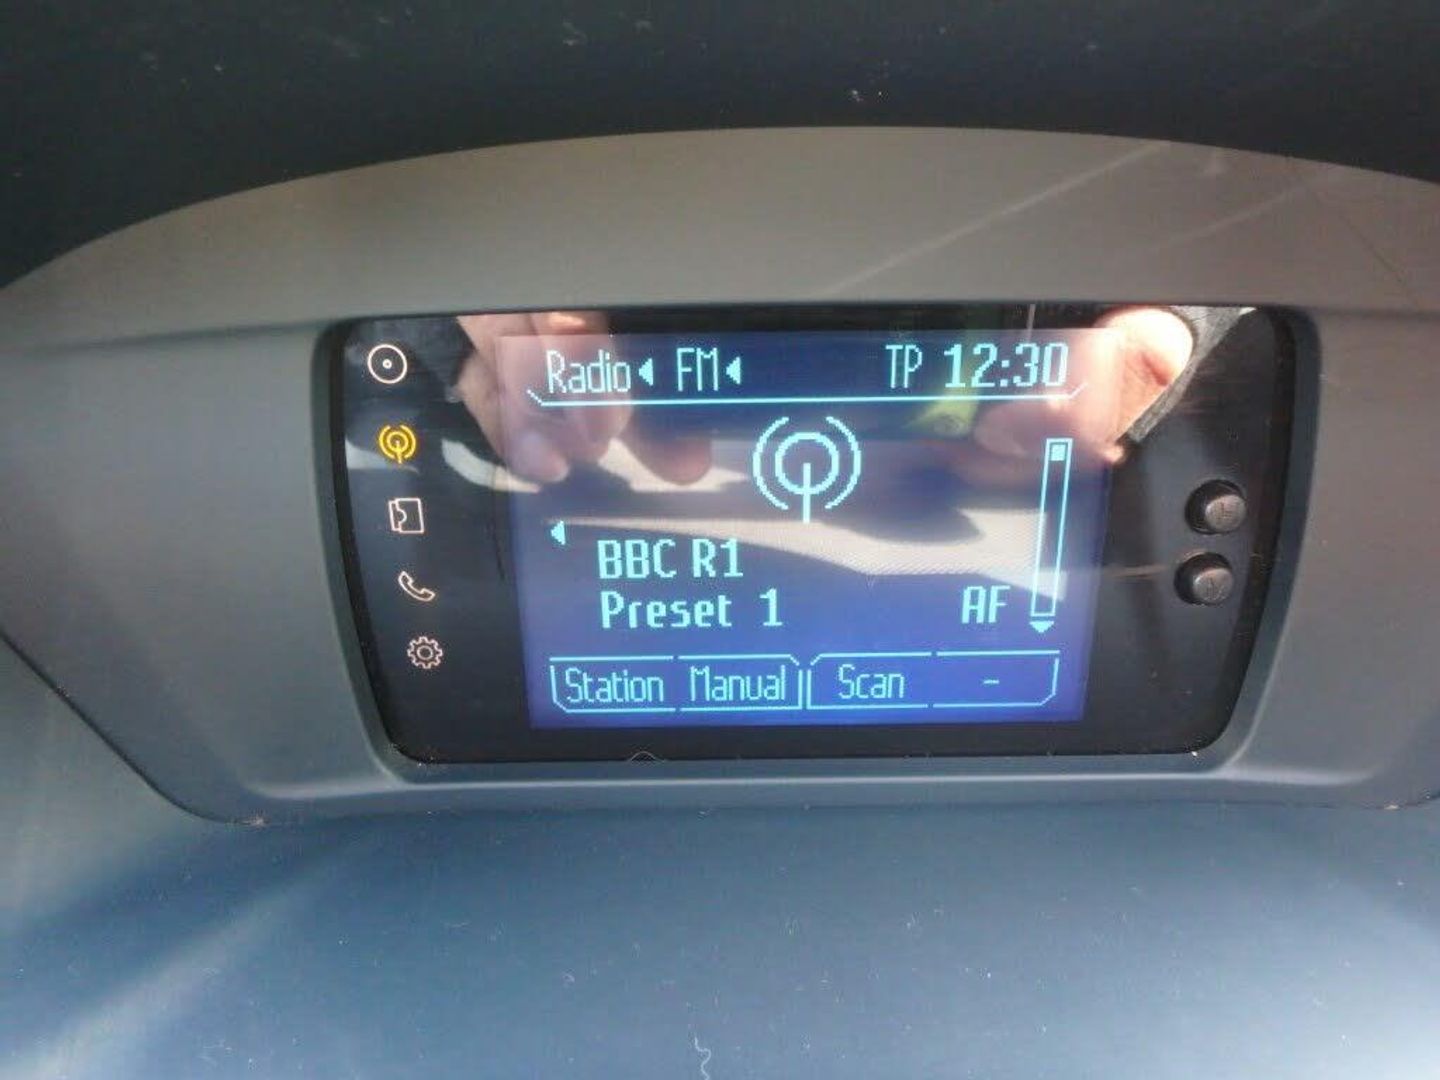 Radio FM TP 12:30
BBC R1
Preset 1 AF
Station Manual Scan -